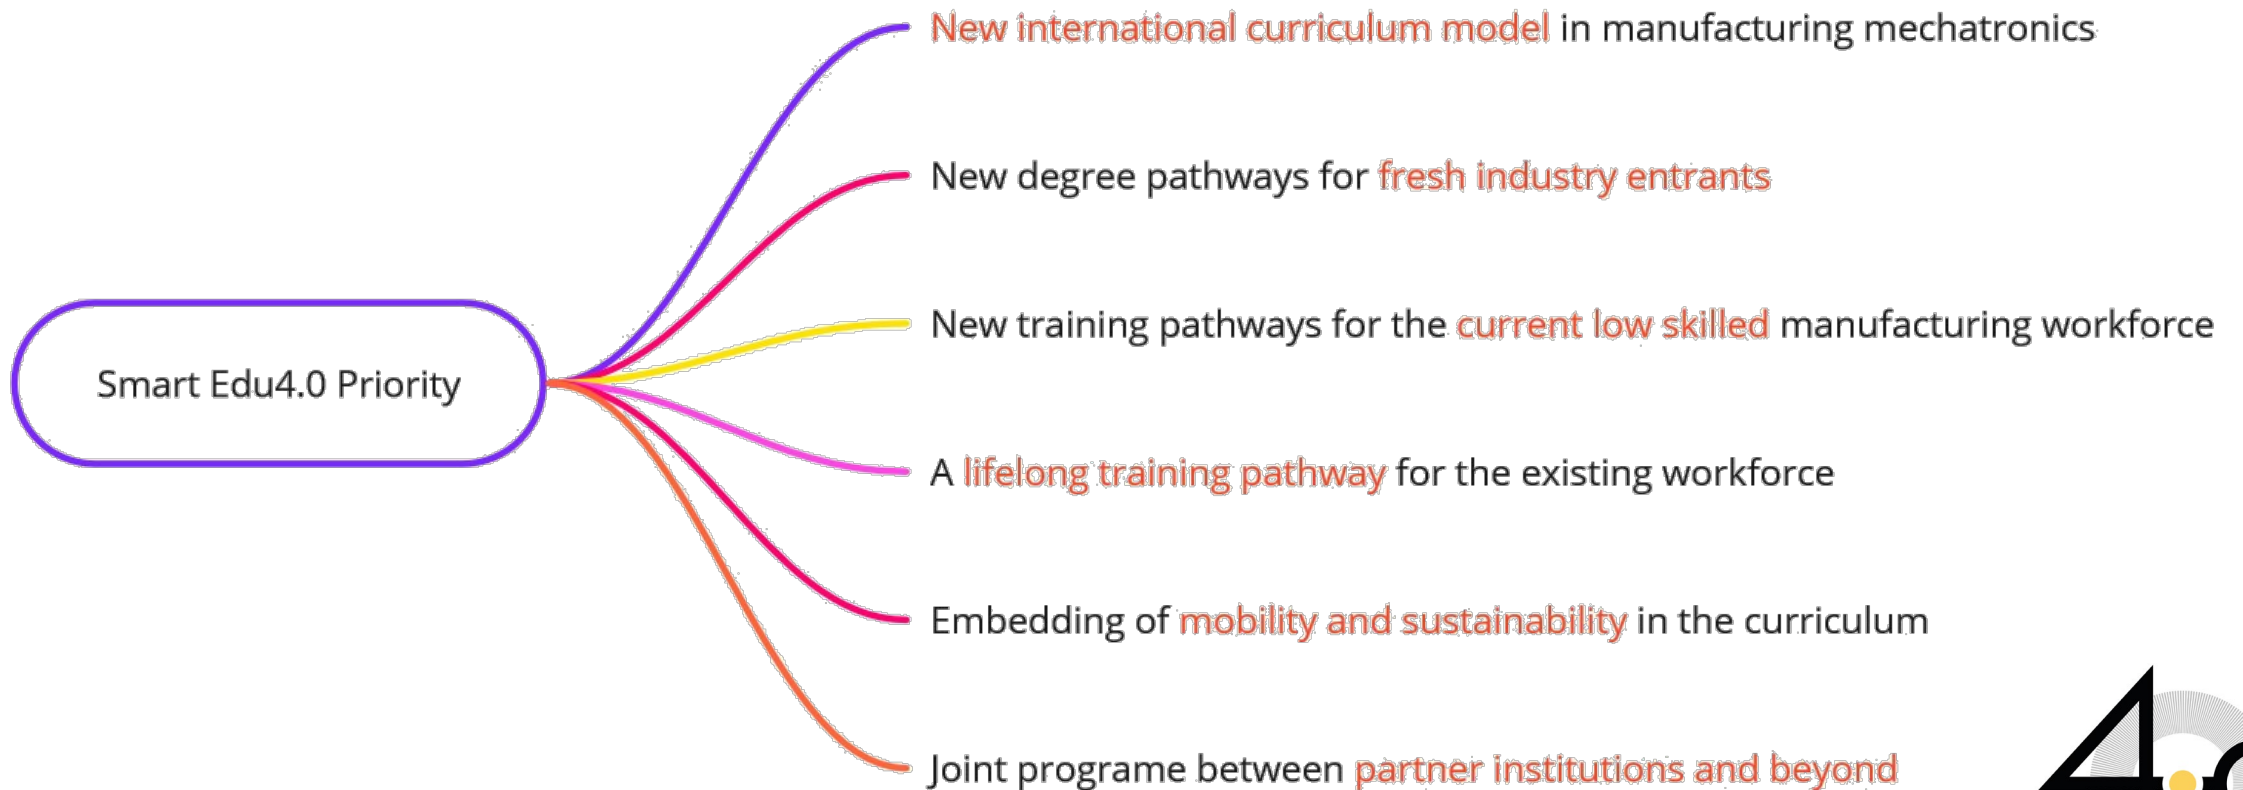 New international curriculum model in manufacturing mechatronics
New degree pathways for fresh industry entrants
New training pathways for the current low skilled manufacturing workforce
Smart Edu4.0 Priority
A lifelong training pathway for the existing workforce
Embedding of mobility and sustainability in the curriculum
Joint programe between partner institutions and beyond